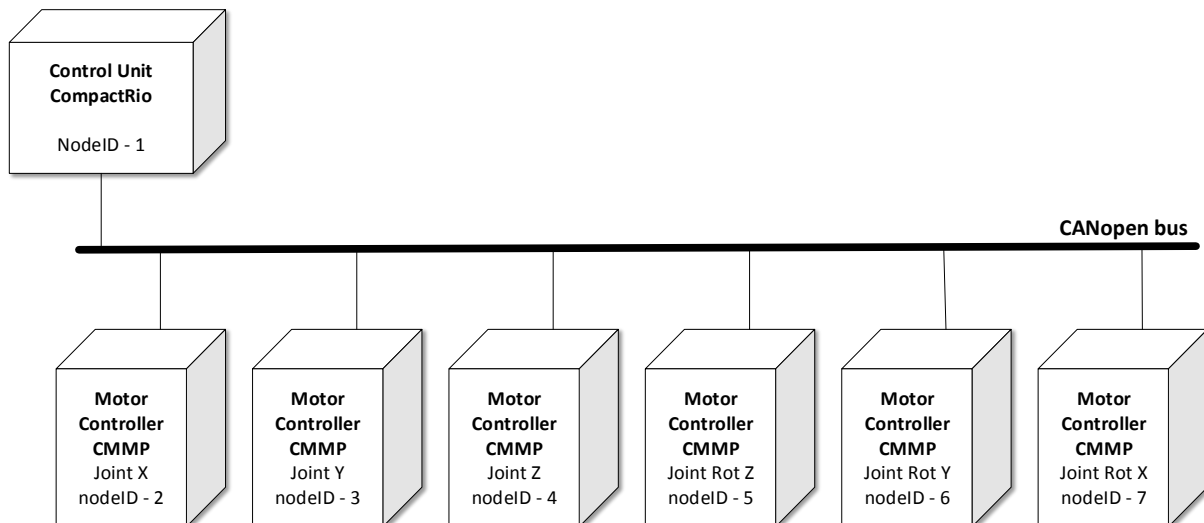 Control Unit
CompactRio
NodeID - 1
CANopen bus
Motor
Controller
CMMP
Joint X
nodeID - 2
Motor
Controller
CMMP
Joint Y
nodeID - 3
Motor
Controller
CMMP
Joint Z
nodeID - 4
Motor
Controller
CMMP
Joint Rot Z
nodeID - 5
Motor
Controller
CMMP
Joint Rot Y
nodeID - 6
Motor
Controller
CMMP
Joint Rot X
nodeID - 7